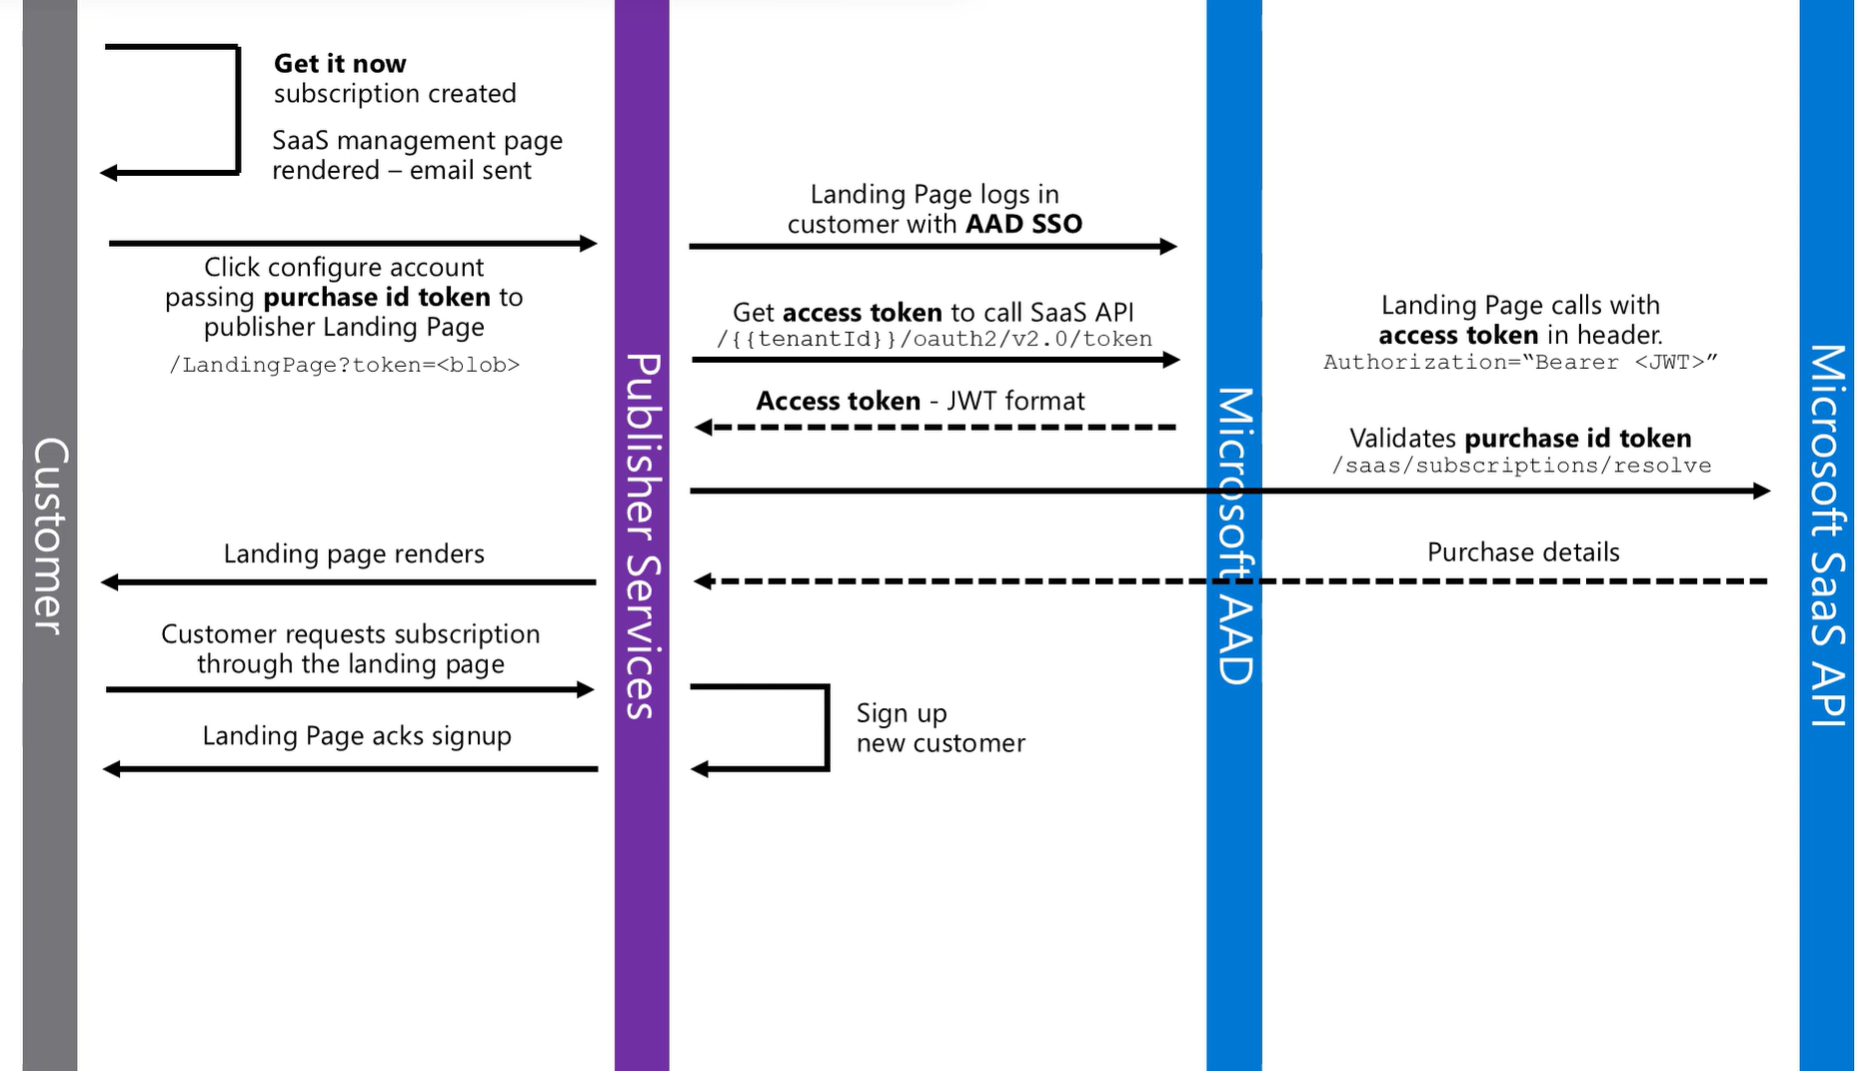 Get it now
subscription created
SaaS management page
rendered – email sent
Click configure account
passing purchase id token to
publisher Landing Page
/LandingPage?token=<blob>
Landing Page logs in
customer with AAD SSO
Get access token to call SaaS API
/{{tenantId}}/oauth2/v2.0/token
Access token - JWT format
Landing Page calls with
access token in header.
Authorization=“Bearer <JWT>”
Validates purchase id token
/saas/subscriptions/resolve
Purchase details
Landing page renders
Customer requests subscription
through the landing page
Sign up
new customer
Landing Page acks signup
Customer
Publisher Services
Microsoft AAD
Microsoft SaaS API